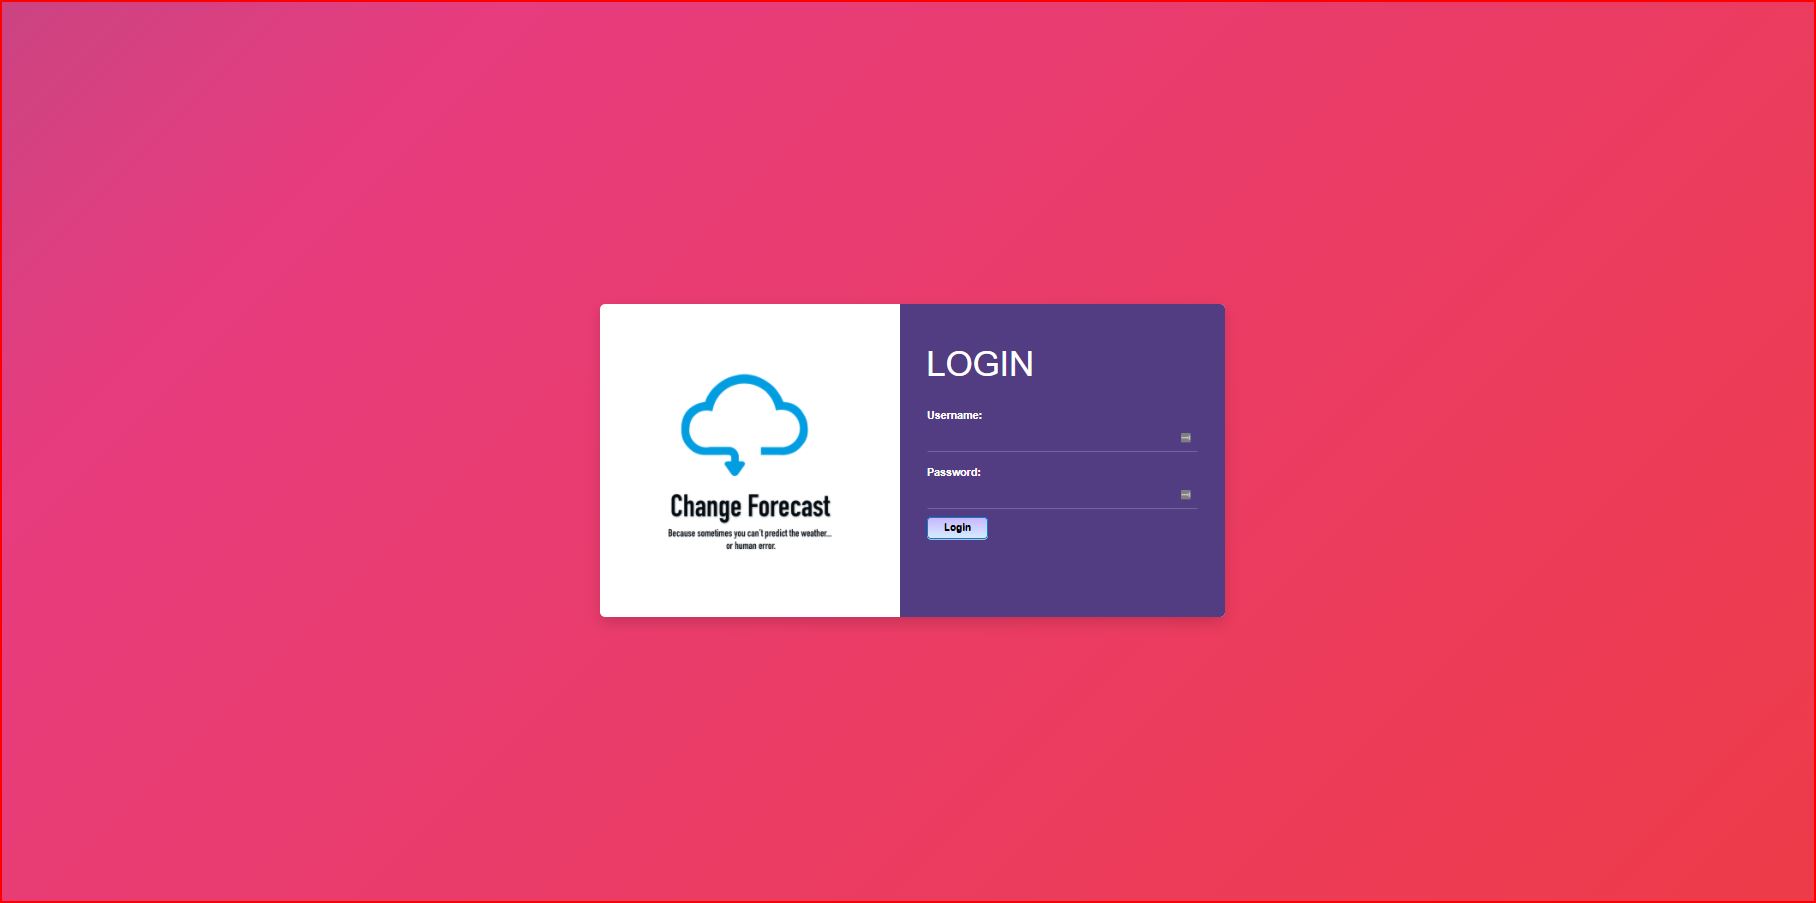 Change Forecast
Because sometimes you can't predict the weather...
or human error.
LOGIN
Username:
Password:
Login